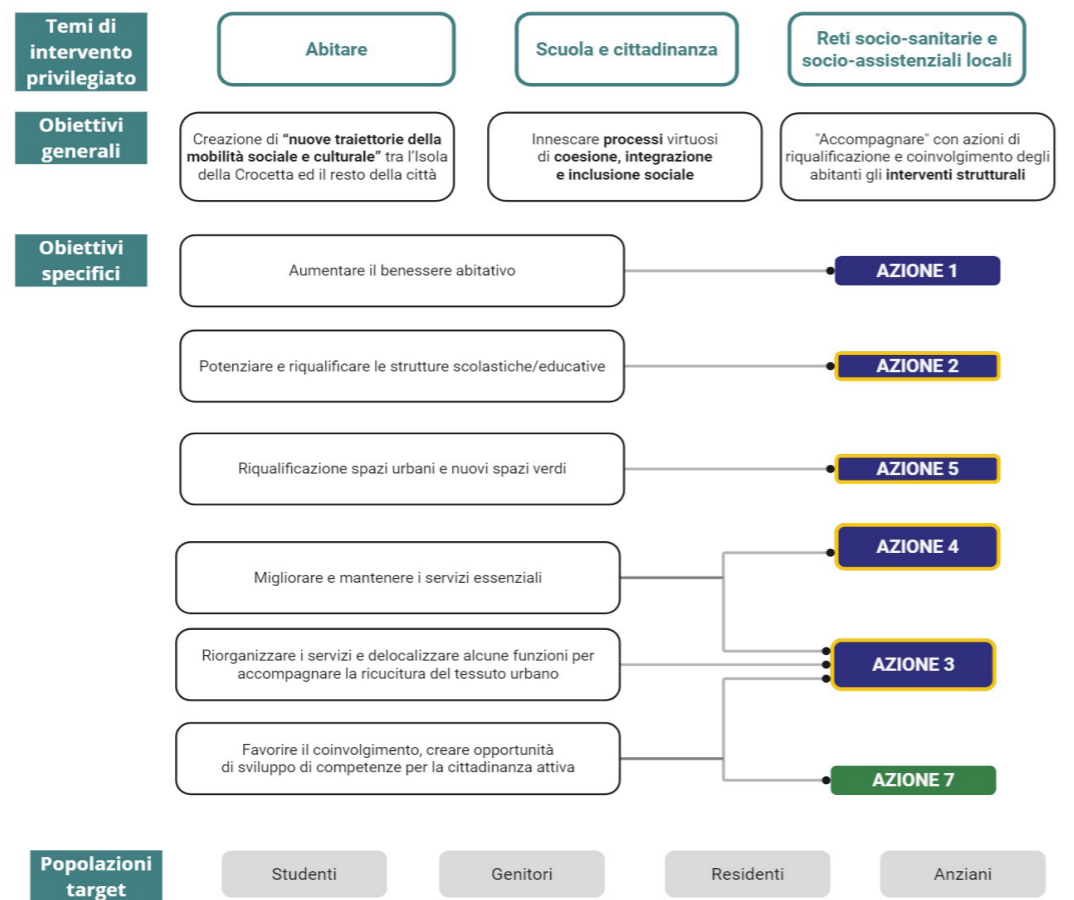 Temi di
intervento
privilegiato
Abitare
Scuola e cittadinanza
Reti socio-sanitarie e
socio-assistenziali locali
Obiettivi
generali
Creazione di “nuove traiettorie della
mobilità sociale e culturale” tra l'Isola
della Crocetta ed il resto della città
Innescare processi virtuosi
di coesione, integrazione
e inclusione sociale
"Accompagnare" con azioni di
riqualificazione e coinvolgimento degli
abitanti gli interventi strutturali
Obiettivi
specifici
Aumentare il benessere abitativo
AZIONE 1
Potenziare e riqualificare le strutture scolastiche/educative
AZIONE 2
Riqualificazione spazi urbani e nuovi spazi verdi
AZIONE 5
Migliorare e mantenere i servizi essenziali
AZIONE 4
Riorganizzare i servizi e delocalizzare alcune funzioni per
accompagnare la ricucitura del tessuto urbano
AZIONE 3
Favorire il coinvolgimento, creare opportunità
di sviluppo di competenze per la cittadinanza attiva
AZIONE 7
Popolazioni
target
Studenti
Genitori
Residenti
Anziani